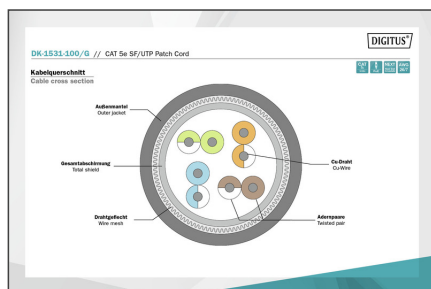 DIGITUS®
DK-1531-100/G // CAT 5e SF/UTP Patch Cord
Kabelquerschnitt
Cable cross section
Außenmantel
Outer jacket
Gesamtabschirmung
Total shield
Cu-Draht
Cu-Wire
Drahtgeflecht
Wire mesh
Adernpaare
Twisted pair